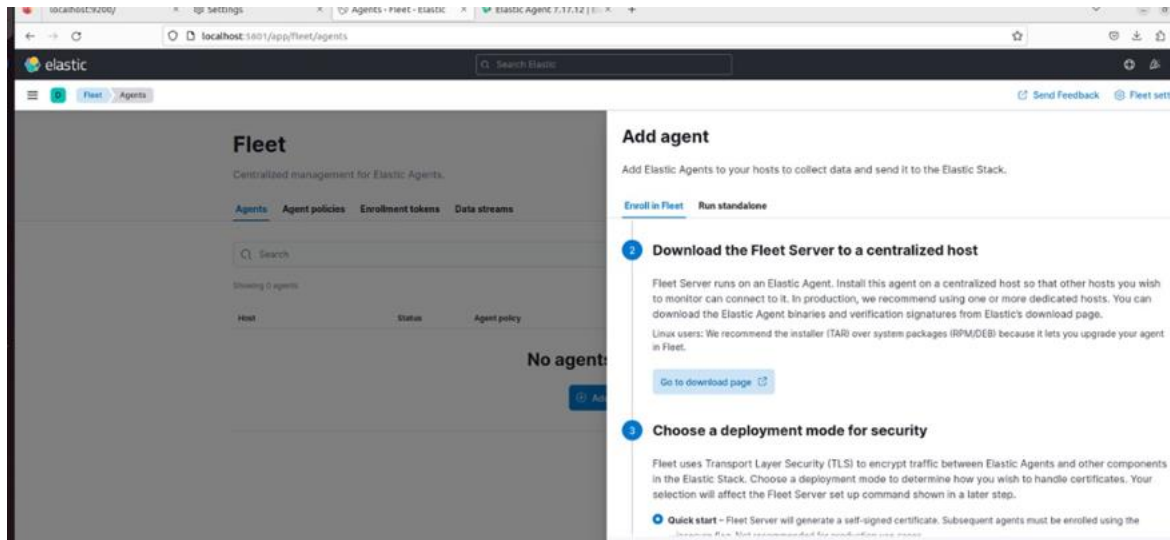 localhost:9200/
Settings
Agents - Fleet - Elastic
Elastic Agent 7.17.12 | E
localhost:5601/app/fleet/agents
elastic
Search Elastic
D
Fleet
Agents
Send Feedback
Fleet sett
Fleet
Centralized management for Elastic Agents.
Agents Agent policies Enrollment tokens Data streams
Search
Showing 0 agents
Host Status Agent policy
No agents
Ad
Add agent
Add Elastic Agents to your hosts to collect data and send it to the Elastic Stack.
Enroll in Fleet Run standalone
2 Download the Fleet Server to a centralized host
Fleet Server runs on an Elastic Agent. Install this agent on a centralized host so that other hosts you wish
to monitor can connect to it. In production, we recommend using one or more dedicated hosts. You can
download the Elastic Agent binaries and verification signatures from Elastic's download page.
Linux users: We recommend the installer (TAR) over system packages (RPM/DEB) because it lets you upgrade your agent
in Fleet.
Go to download page
3 Choose a deployment mode for security
Fleet uses Transport Layer Security (TLS) to encrypt traffic between Elastic Agents and other components
in the Elastic Stack. Choose a deployment mode to determine how you wish to handle certificates. Your
selection will affect the Fleet Server set up command shown in a later step.
Quick start – Fleet Server will generate a self-signed certificate. Subsequent agents must be enrolled using the